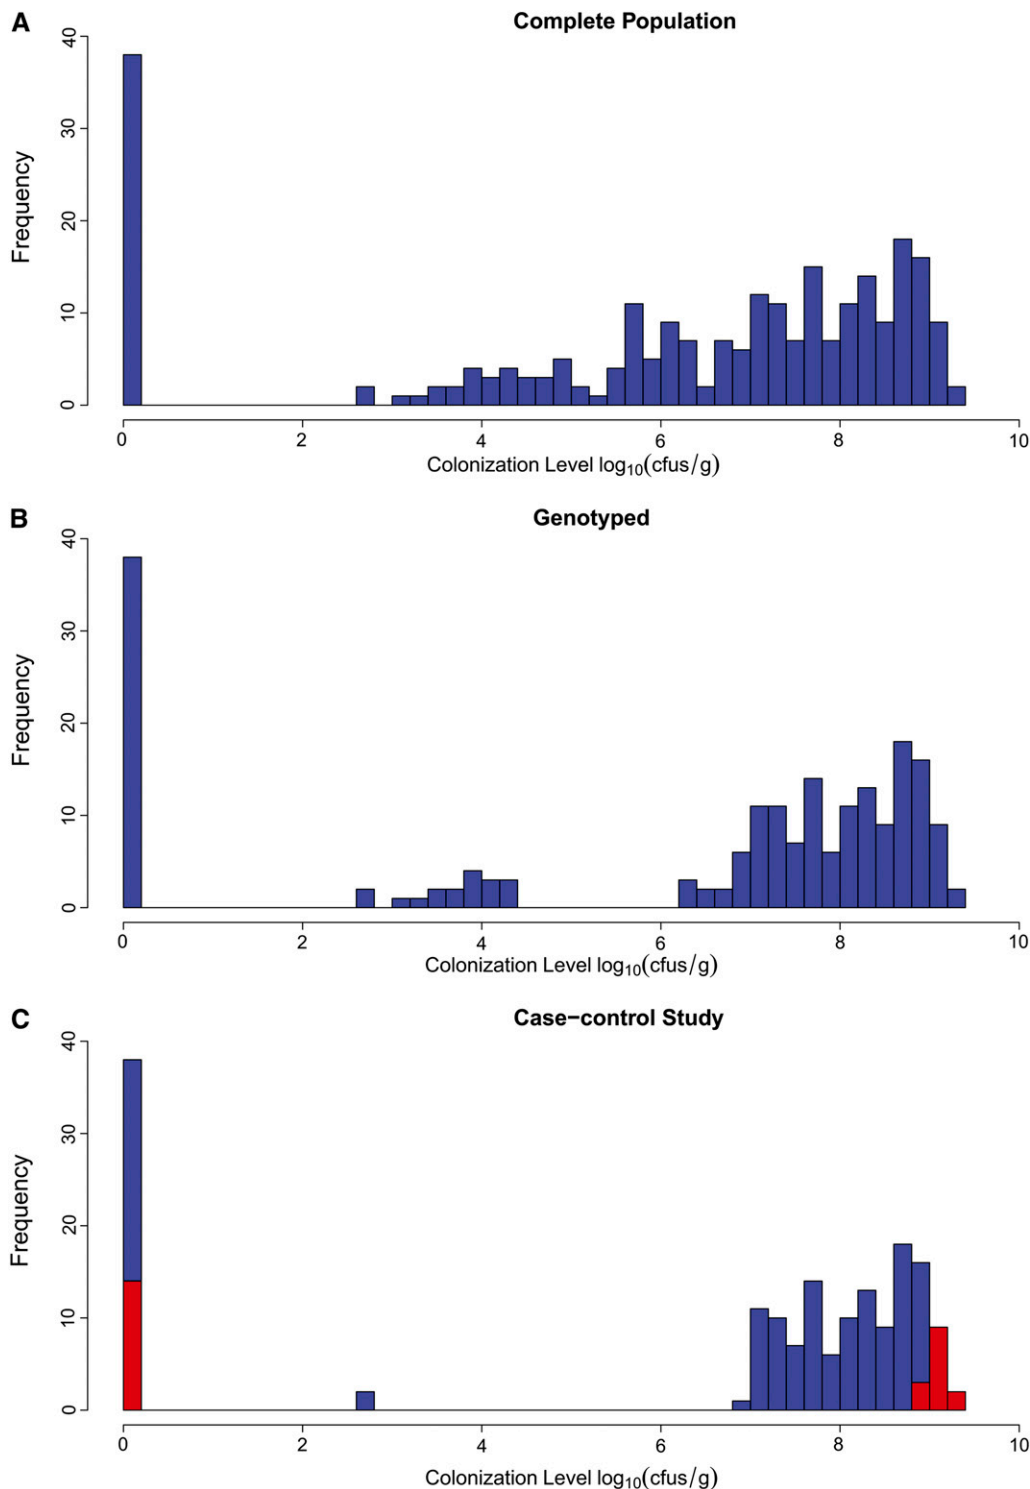 A
Complete Population
40
30
20
10
0
Frequency
0 2 4 6 8 10
Colonization Level log₁₀(cfus/g)
B
Genotyped
40
30
20
10
0
Frequency
0 2 4 6 8 10
Colonization Level log₁₀(cfus/g)
C
Case−control Study
40
30
20
10
0
Frequency
0 2 4 6 8 10
Colonization Level log₁₀(cfus/g)